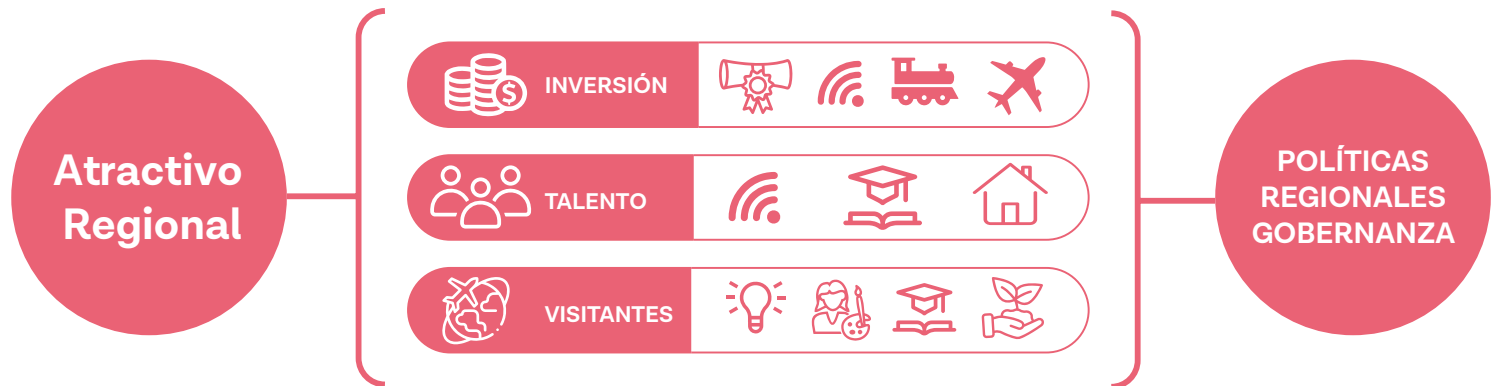 Atractivo
Regional
INVERSIÓN
TALENTO
VISITANTES
POLÍTICAS
REGIONALES
GOBERNANZA